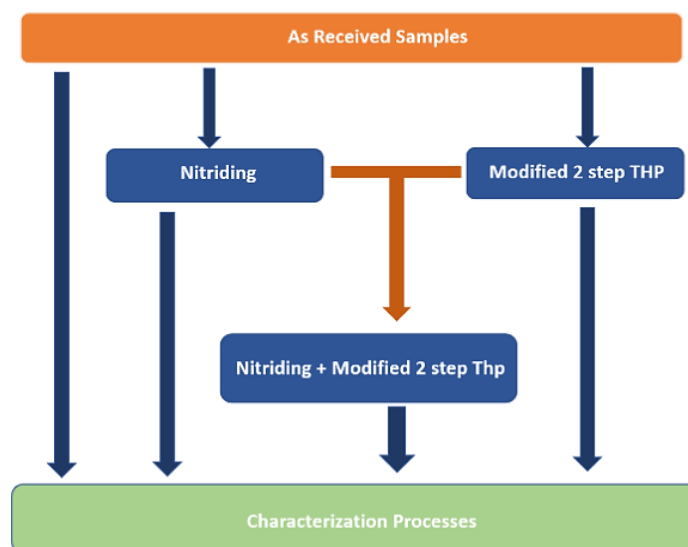 As Received Samples
Nitriding
Modified 2 step THP
Nitriding + Modified 2 step Thp
Characterization Processes